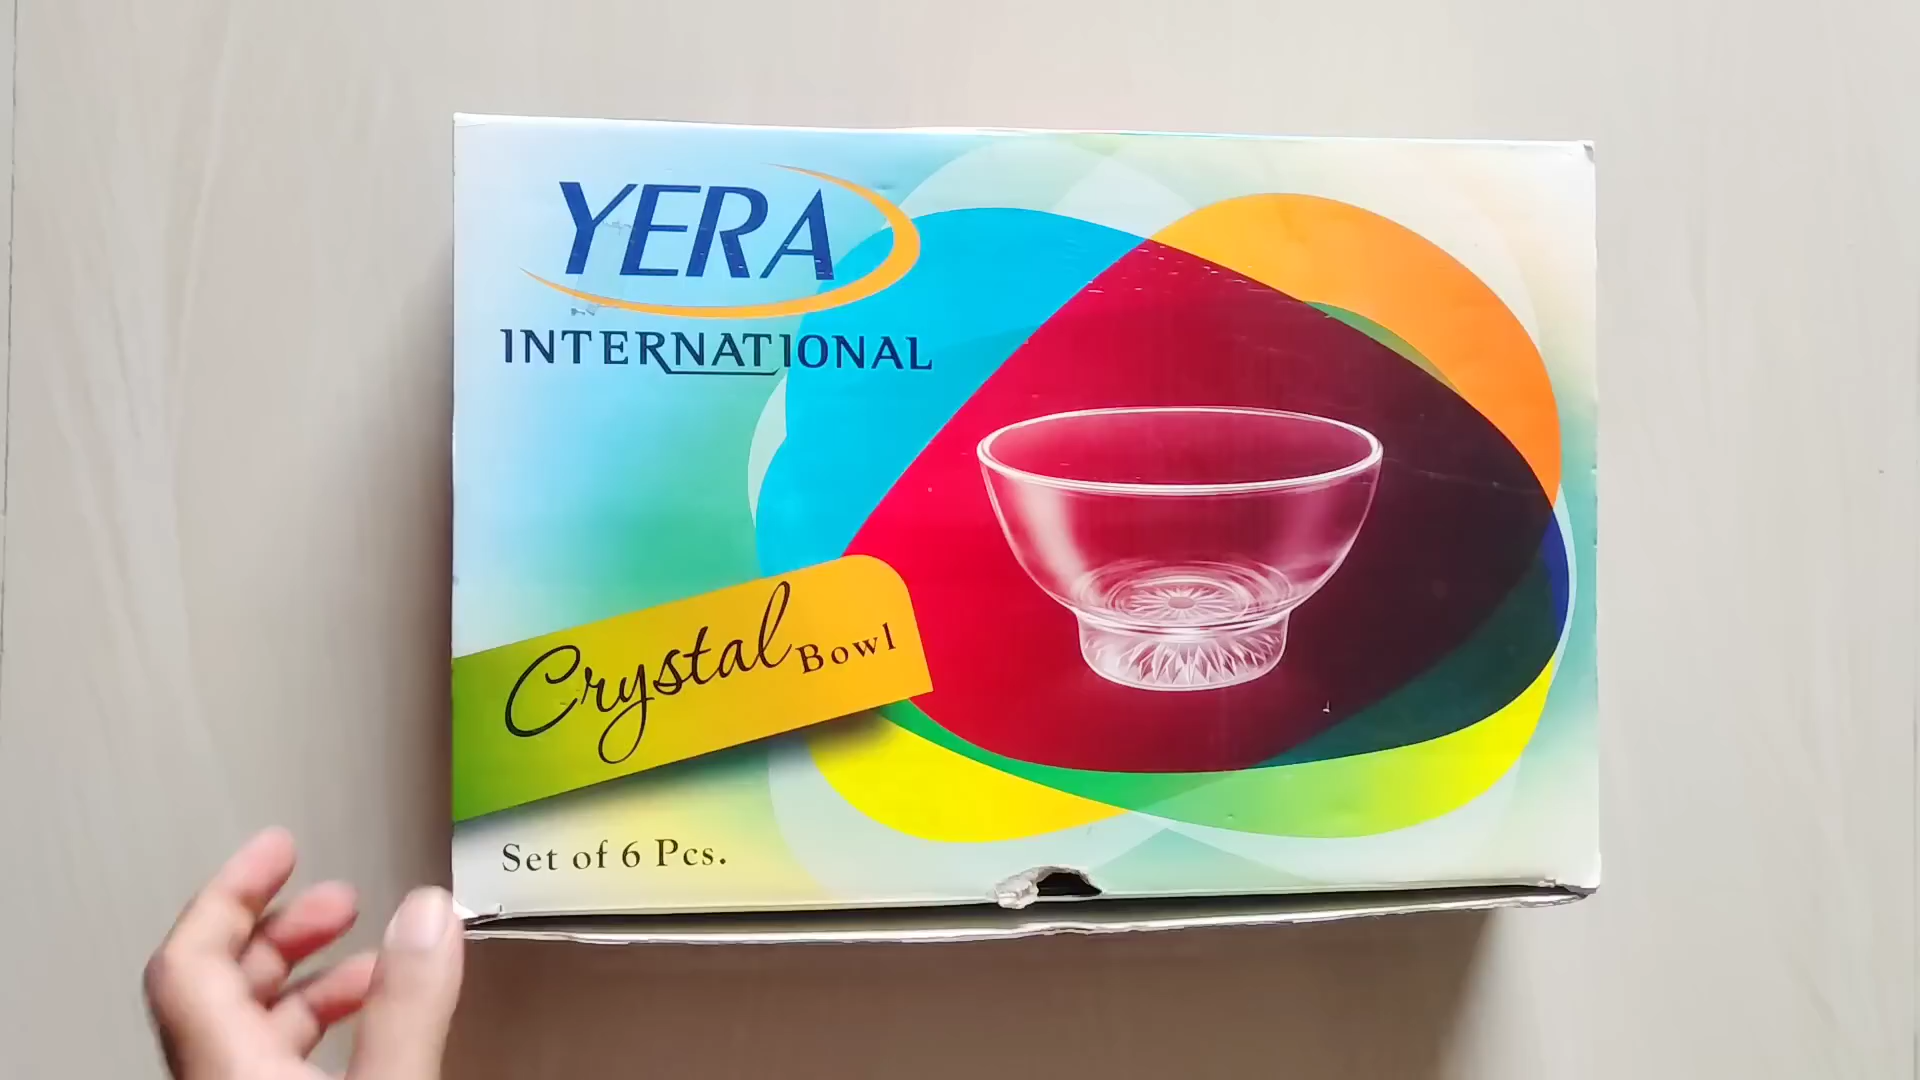 YERA
INTERNATIONAL
Crystal Bowl
Set of 6 Pcs.